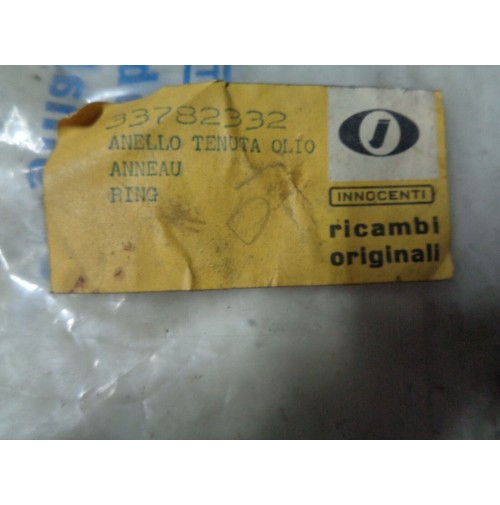 33782332
ANELLO TENUTA OLIO
ANNEAU
RING
INNOCENTI
ricambi
originali